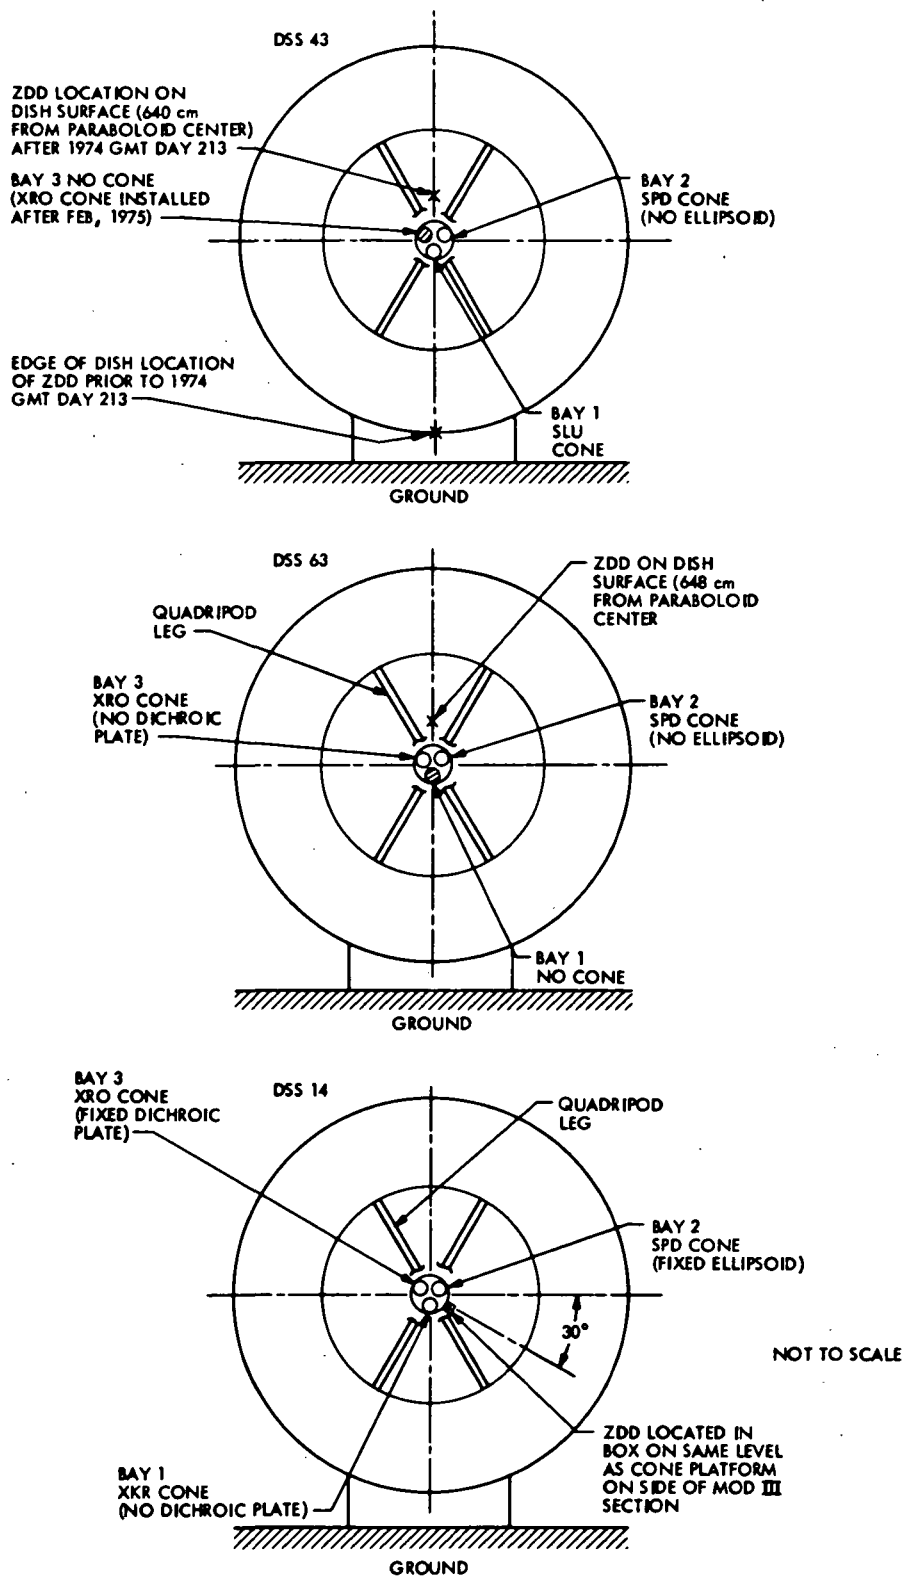 DSS 43
ZDD LOCATION ON
DISH SURFACE (640 cm
FROM PARABOLOID CENTER)
AFTER 1974 GMT DAY 213
BAY 3 NO CONE
(XRO CONE INSTALLED
AFTER FEB, 1975)
BAY 2
SPD CONE
(NO ELLIPSOID)
EDGE OF DISH LOCATION
OF ZDD PRIOR TO 1974
GMT DAY 213
BAY 1
SLU
CONE
GROUND
DSS 63
ZDD ON DISH
SURFACE (648 cm
FROM PARABOLOID
CENTER
QUADRIPOD
LEG
BAY 3
XRO CONE
(NO DICHROIC
PLATE)
BAY 2
SPD CONE
(NO ELLIPSOID)
BAY 1
NO CONE
GROUND
DSS 14
BAY 3
XRO CONE
(FIXED DICHROIC
PLATE)
QUADRIPOD
LEG
BAY 2
SPD CONE
(FIXED ELLIPSOID)
30°
NOT TO SCALE
ZDD LOCATED IN
BOX ON SAME LEVEL
AS CONE PLATFORM
ON SIDE OF MOD III
SECTION
BAY 1
XKR CONE
(NO DICHROIC PLATE)
GROUND